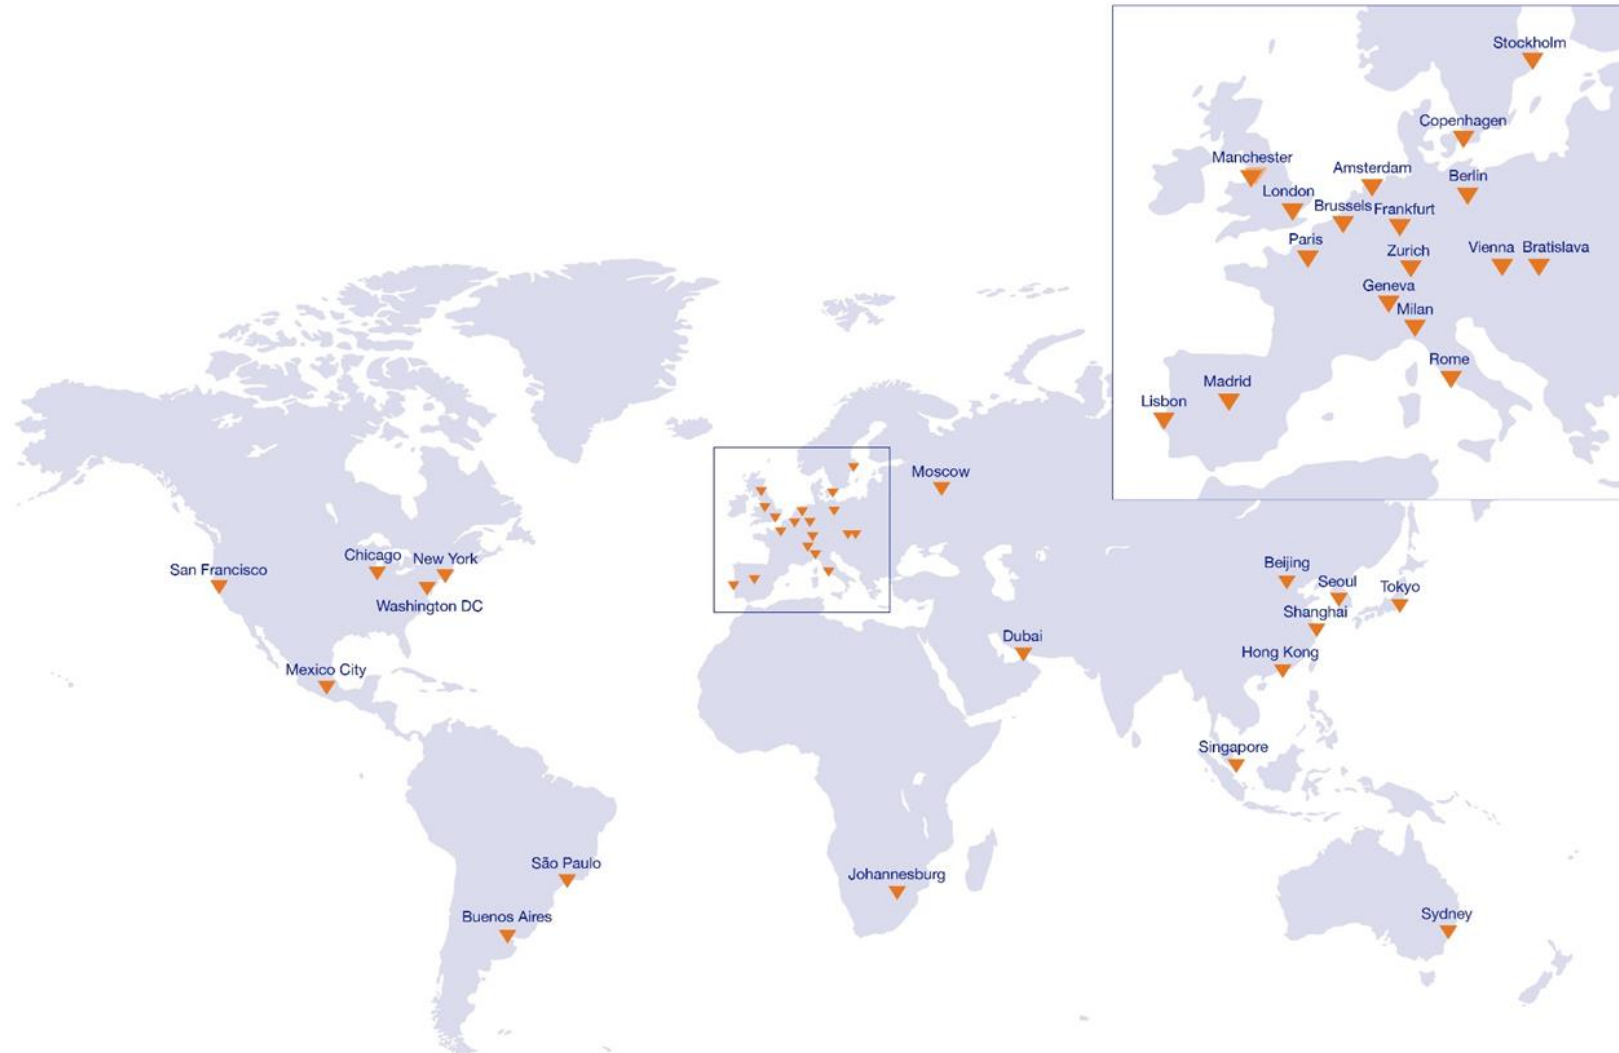 Stockholm
Copenhagen
Manchester
Amsterdam
Berlin
London
Brussels
Frankfurt
Paris
Zurich
Vienna
Bratislava
Geneva
Milan
Rome
Madrid
Lisbon
Moscow
San Francisco
Chicago
New York
Washington DC
Mexico City
Beijing
Seoul
Tokyo
Shanghai
Dubai
Hong Kong
Singapore
São Paulo
Johannesburg
Buenos Aires
Sydney